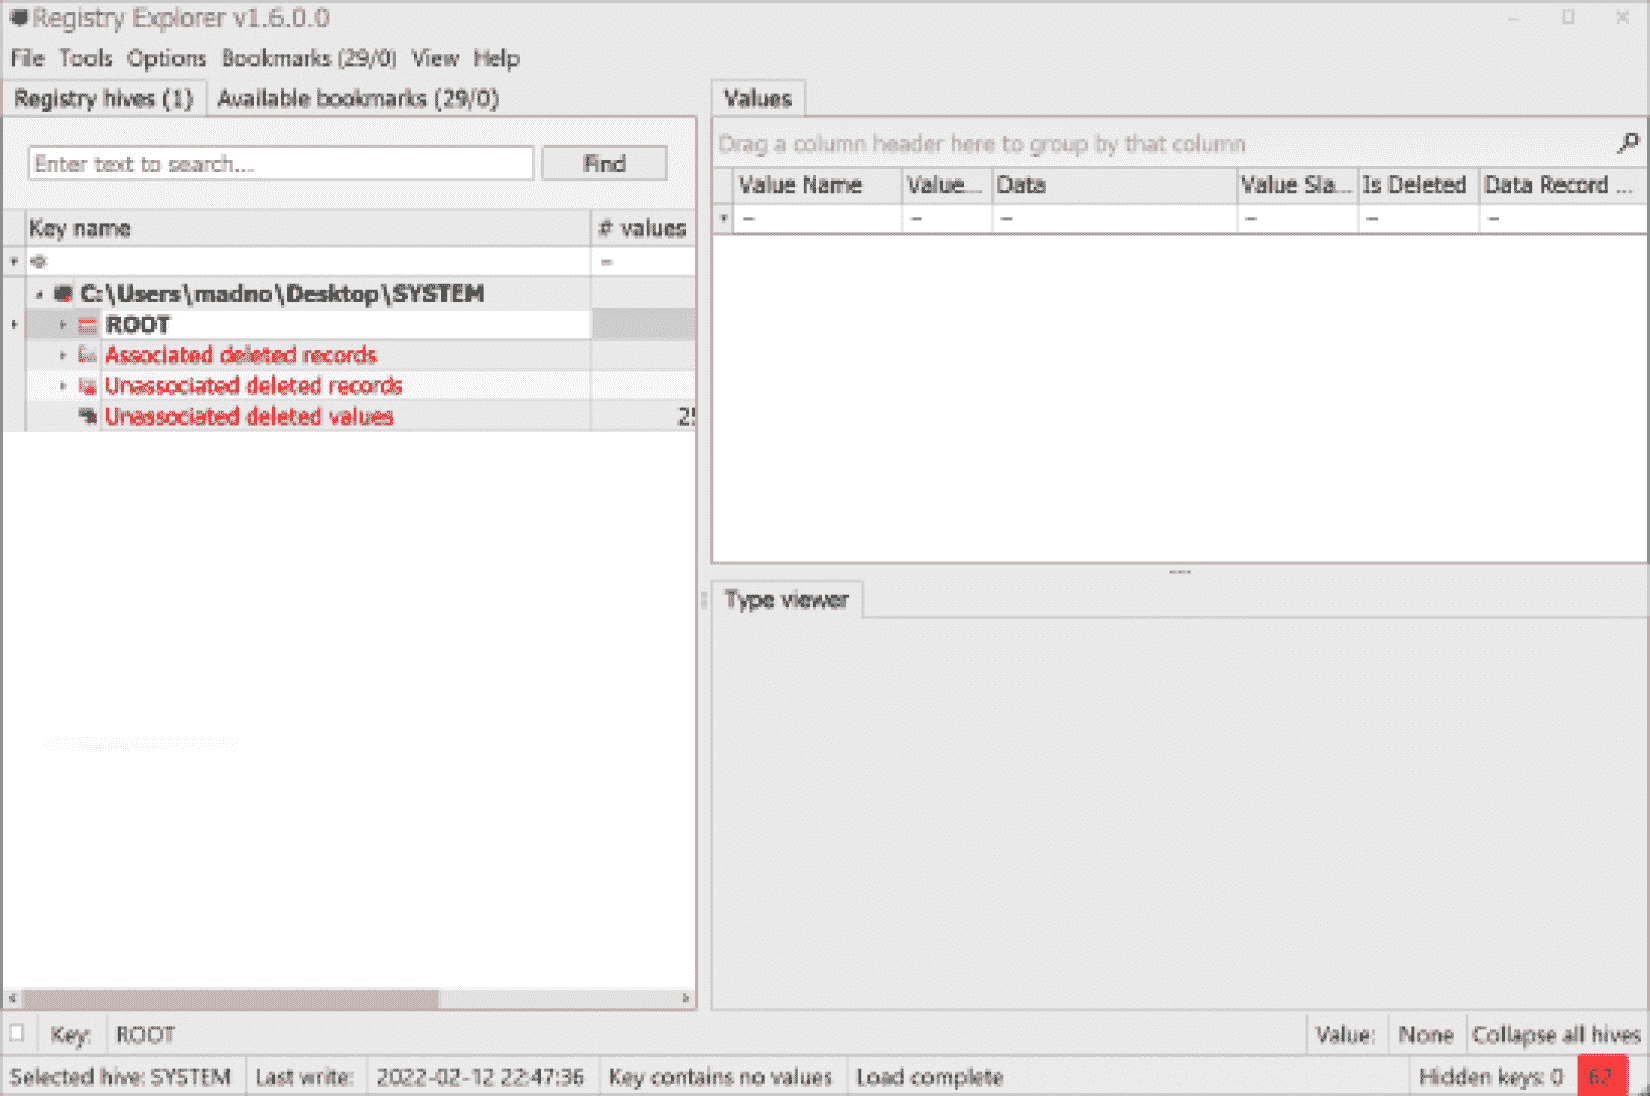 Registry Explorer v1.6.0.0
File Tools Options Bookmarks (29/0) View Help
Registry hives (1) Available bookmarks (29/0)
Enter text to search... Find
Key name # values
C:\Users\madno\Desktop\SYSTEM
ROOT
Associated deleted records
Unassociated deleted records
Unassociated deleted values
Values
Drag a column header here to group by that column
Value Name Value... Data Value Sla... Is Deleted Data Record ...
Type viewer
Key: ROOT Value: None Collapse all hives
Selected hive: SYSTEM Last write: 2022-02-12 22:47:36 Key contains no values Load complete Hidden keys: 0 67